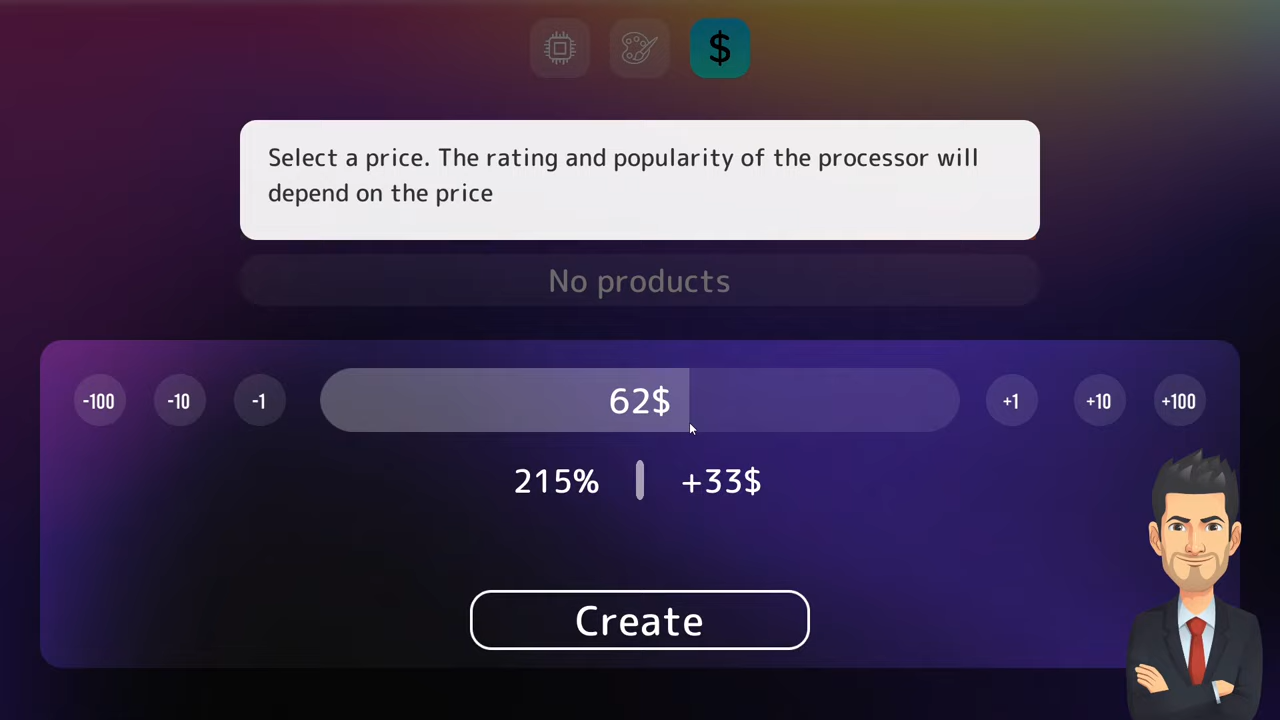 $
Select a price. The rating and popularity of the processor will
depend on the price
No products
-100 -10 -1 62$ +1 +10 +100
215% +33$
Create